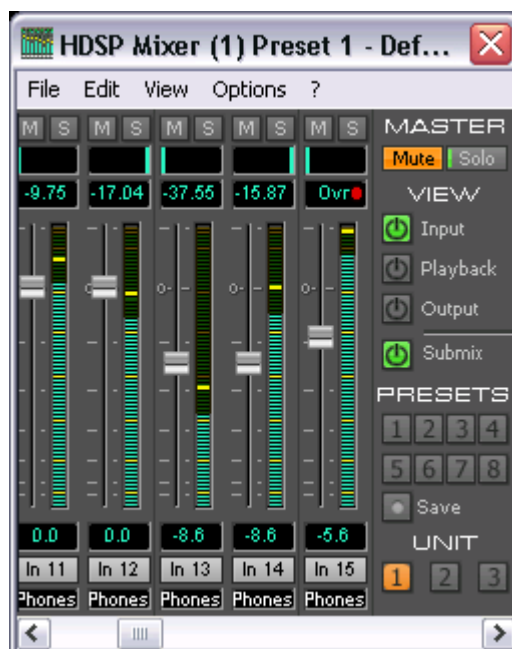 HDSP Mixer (1) Preset 1 - Def...
File Edit View Options ?
M S M S M S M S M S MASTER
Mute Solo
-9.75 -17.04 -37.55 -15.87 Ovr VIEW
Input
0- 0- 0- Playback
Output
Submix
PRESETS
1 2 3 4
5 6 7 8
Save
0.0 0.0 -8.6 -8.6 -5.6 UNIT
In 11 In 12 In 13 In 14 In 15 1 2 3
Phones Phones Phones Phones Phones